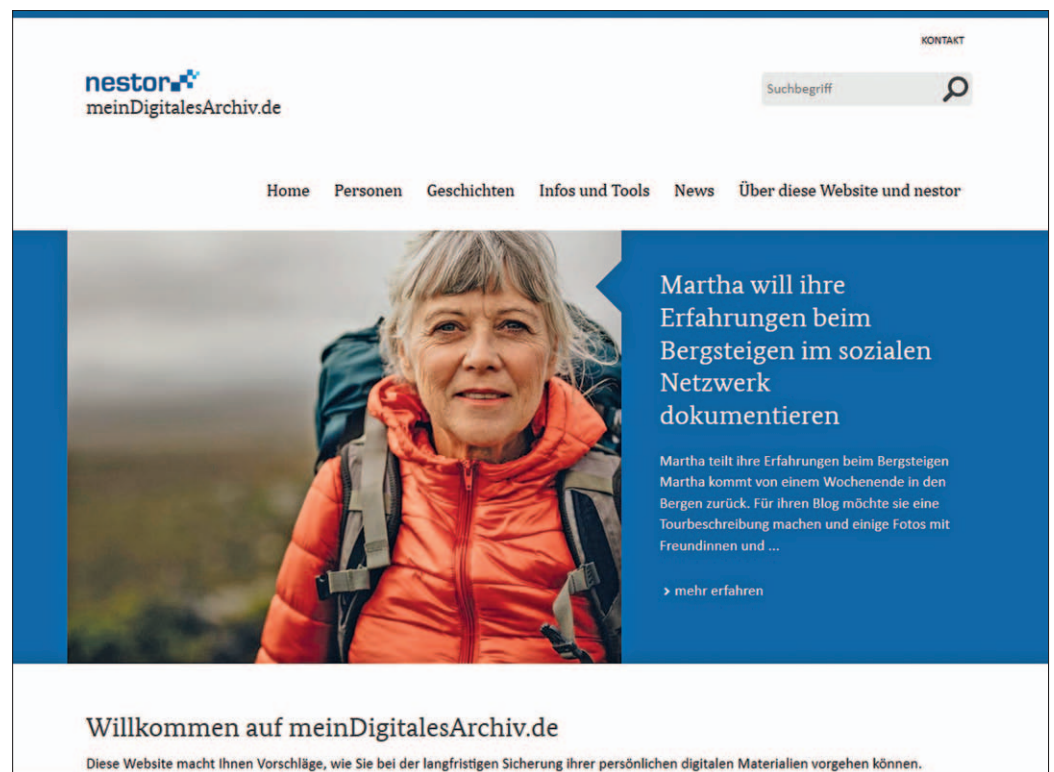 KONTAKT
nestor
meinDigitalesArchiv.de
Suchbegriff
Home Personen Geschichten Infos und Tools News Über diese Website und nestor
Martha will ihre
Erfahrungen beim
Bergsteigen im sozialen
Netzwerk
dokumentieren
Martha teilt ihre Erfahrungen beim Bergsteigen
Martha kommt von einem Wochenende in den
Bergen zurück. Für ihren Blog möchte sie eine
Tourbeschreibung machen und einige Fotos mit
Freundinnen und ...
> mehr erfahren
Willkommen auf meinDigitalesArchiv.de
Diese Website macht Ihnen Vorschläge, wie Sie bei der langfristigen Sicherung ihrer persönlichen digitalen Materialien vorgehen können.